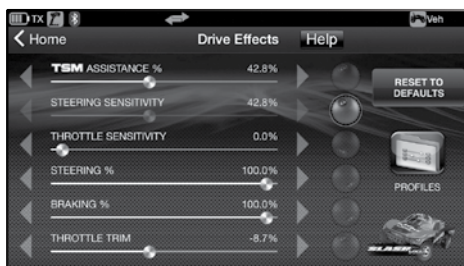 TX Veh
Home Drive Effects Help
TSM ASSISTANCE % 42.8%
STEERING SENSITIVITY 42.8%
THROTTLE SENSITIVITY 0.0%
STEERING % 100.0%
BRAKING % 100.0%
THROTTLE TRIM -8.7%
RESET TO
DEFAULTS
PROFILES
SLASH